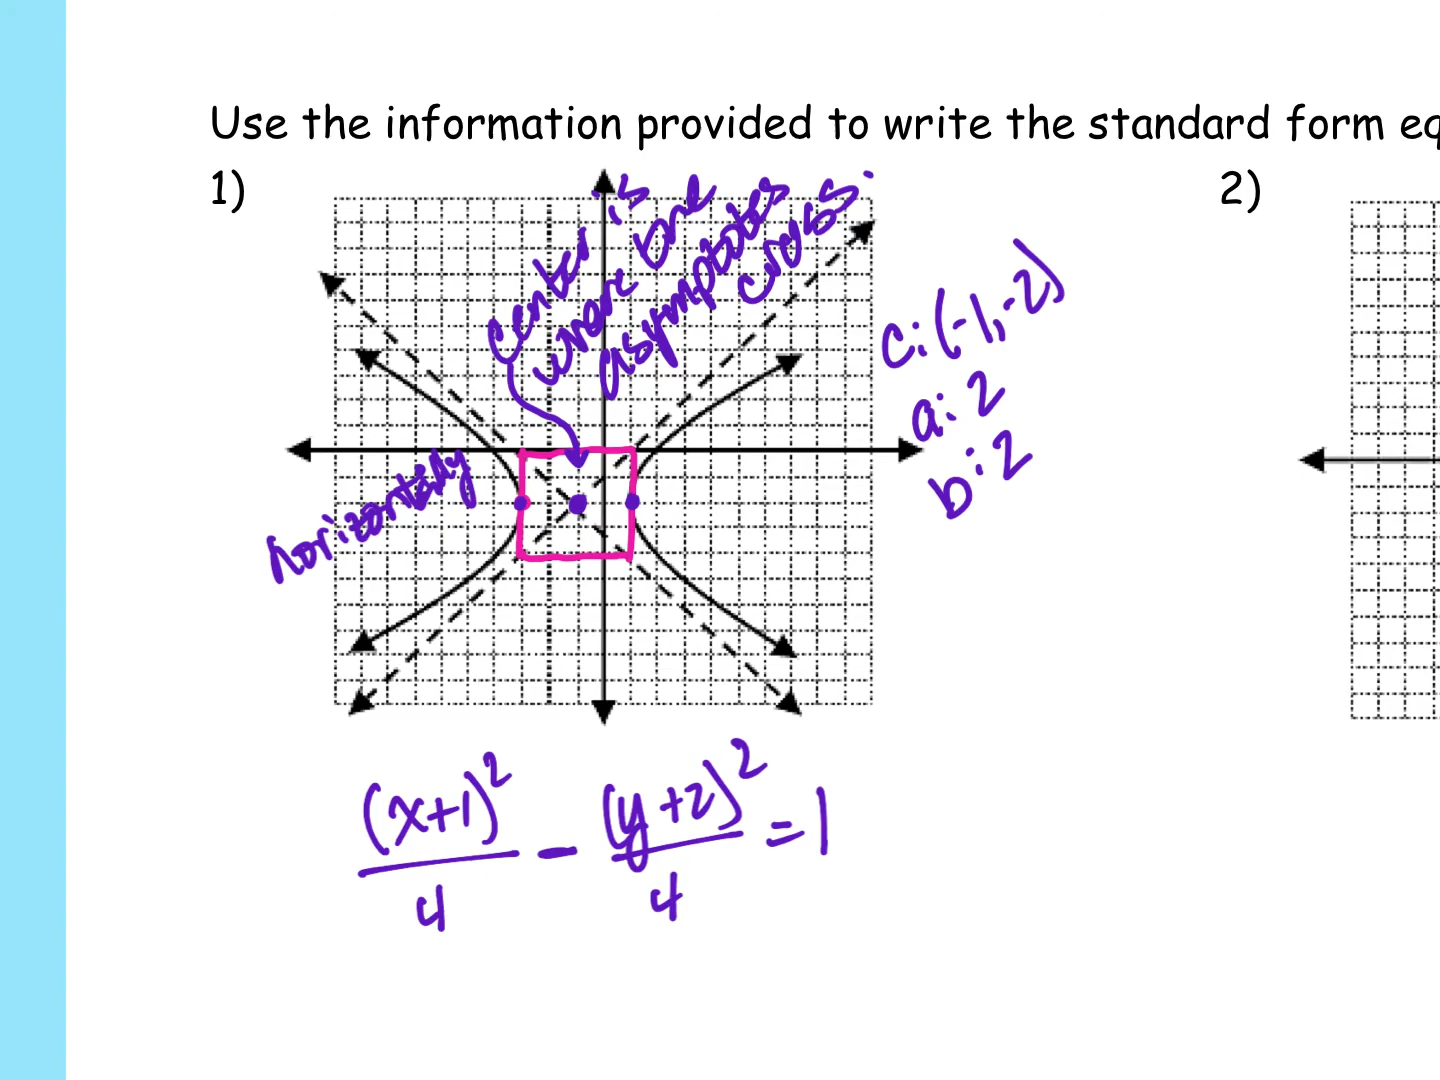 Use the information provided to write the standard form eq
1)
2)
center is
where the
asymptotes
cross.
c:(-1,-2)
a:2
b:2
horizontally
(x+1)²/4 - (y+2)²/4 = 1